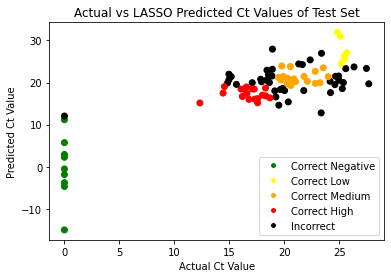 Actual vs LASSO Predicted Ct Values of Test Set
Predicted Ct Value
30
20
10
0
−10
Correct Negative
Correct Low
Correct Medium
Correct High
Incorrect
0 5 10 15 20 25
Actual Ct Value